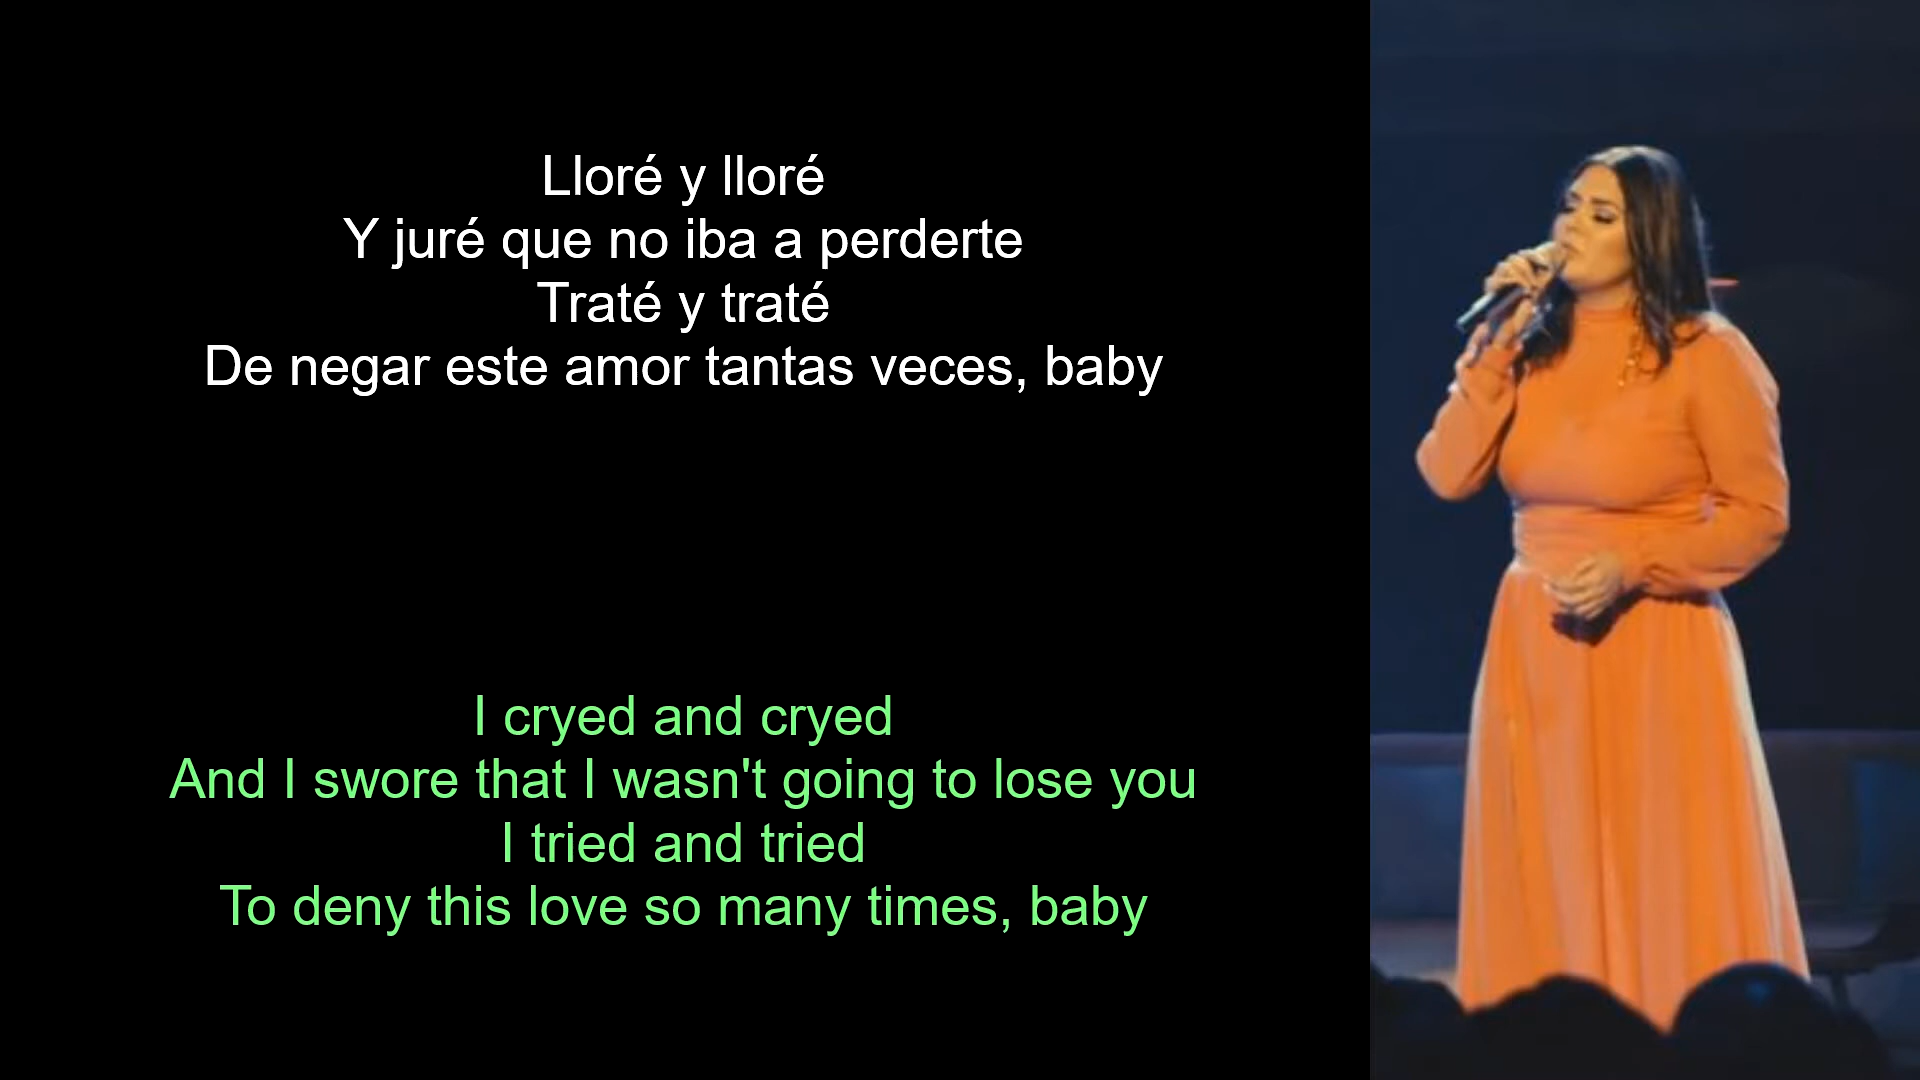 Lloré y lloré
Y juré que no iba a perderte
Traté y traté
De negar este amor tantas veces, baby
I cryed and cryed
And I swore that I wasn't going to lose you
I tried and tried
To deny this love so many times, baby